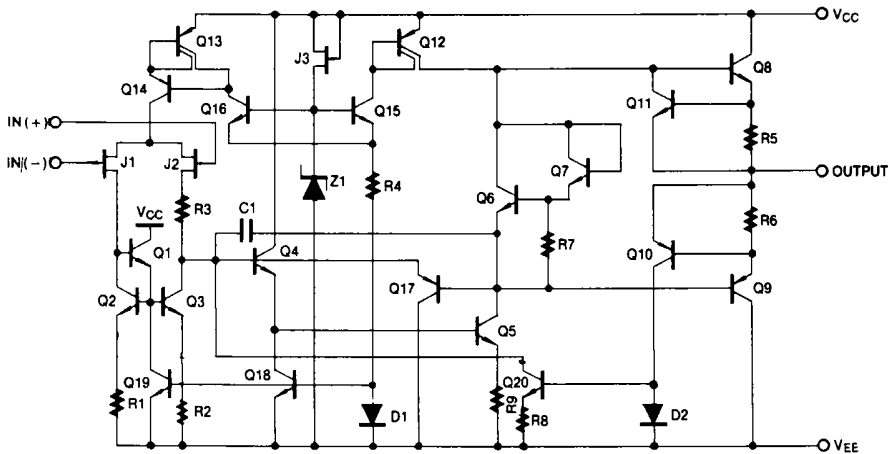 VCC
Q13
J3
Q12
Q8
Q14
Q16
Q15
Q11
IN(+)
R5
IN(-)
J1
J2
Z1
R4
Q7
OUTPUT
Q6
R3
C1
R6
VCC
Q1
Q4
R7
Q10
Q2
Q3
Q17
Q9
Q5
Q19
Q18
Q20
R1
R2
D1
R9
R8
D2
VEE